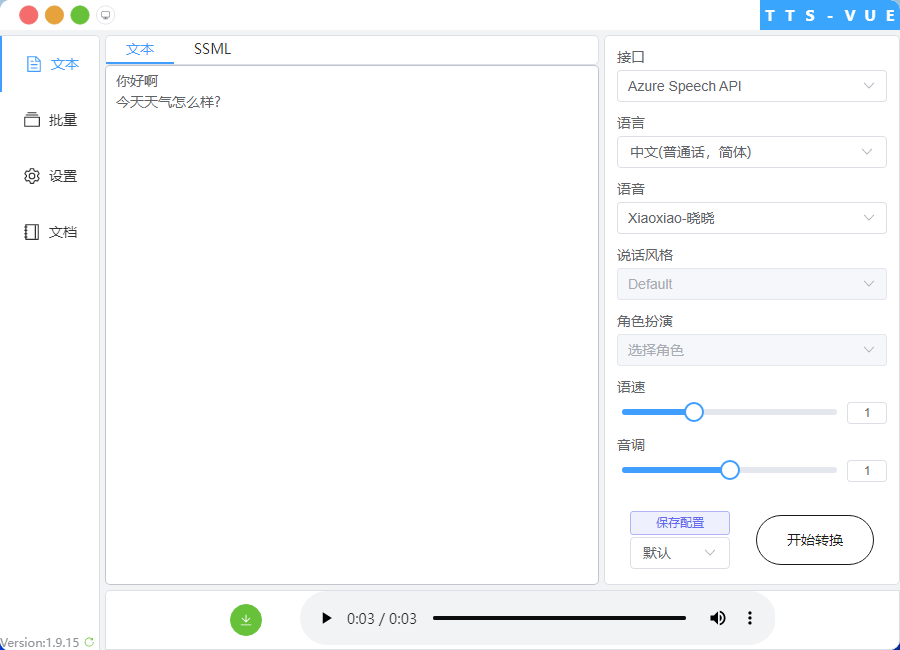 TTS-VUE
文本
批量
设置
文档
Version:1.9.15
文本 SSML
你好啊
今天天气怎么样?
接口
Azure Speech API
语言
中文(普通话，简体)
语音
Xiaoxiao-晓晓
说话风格
Default
角色扮演
选择角色
语速
1
音调
1
保存配置
默认
开始转换
0:03 / 0:03